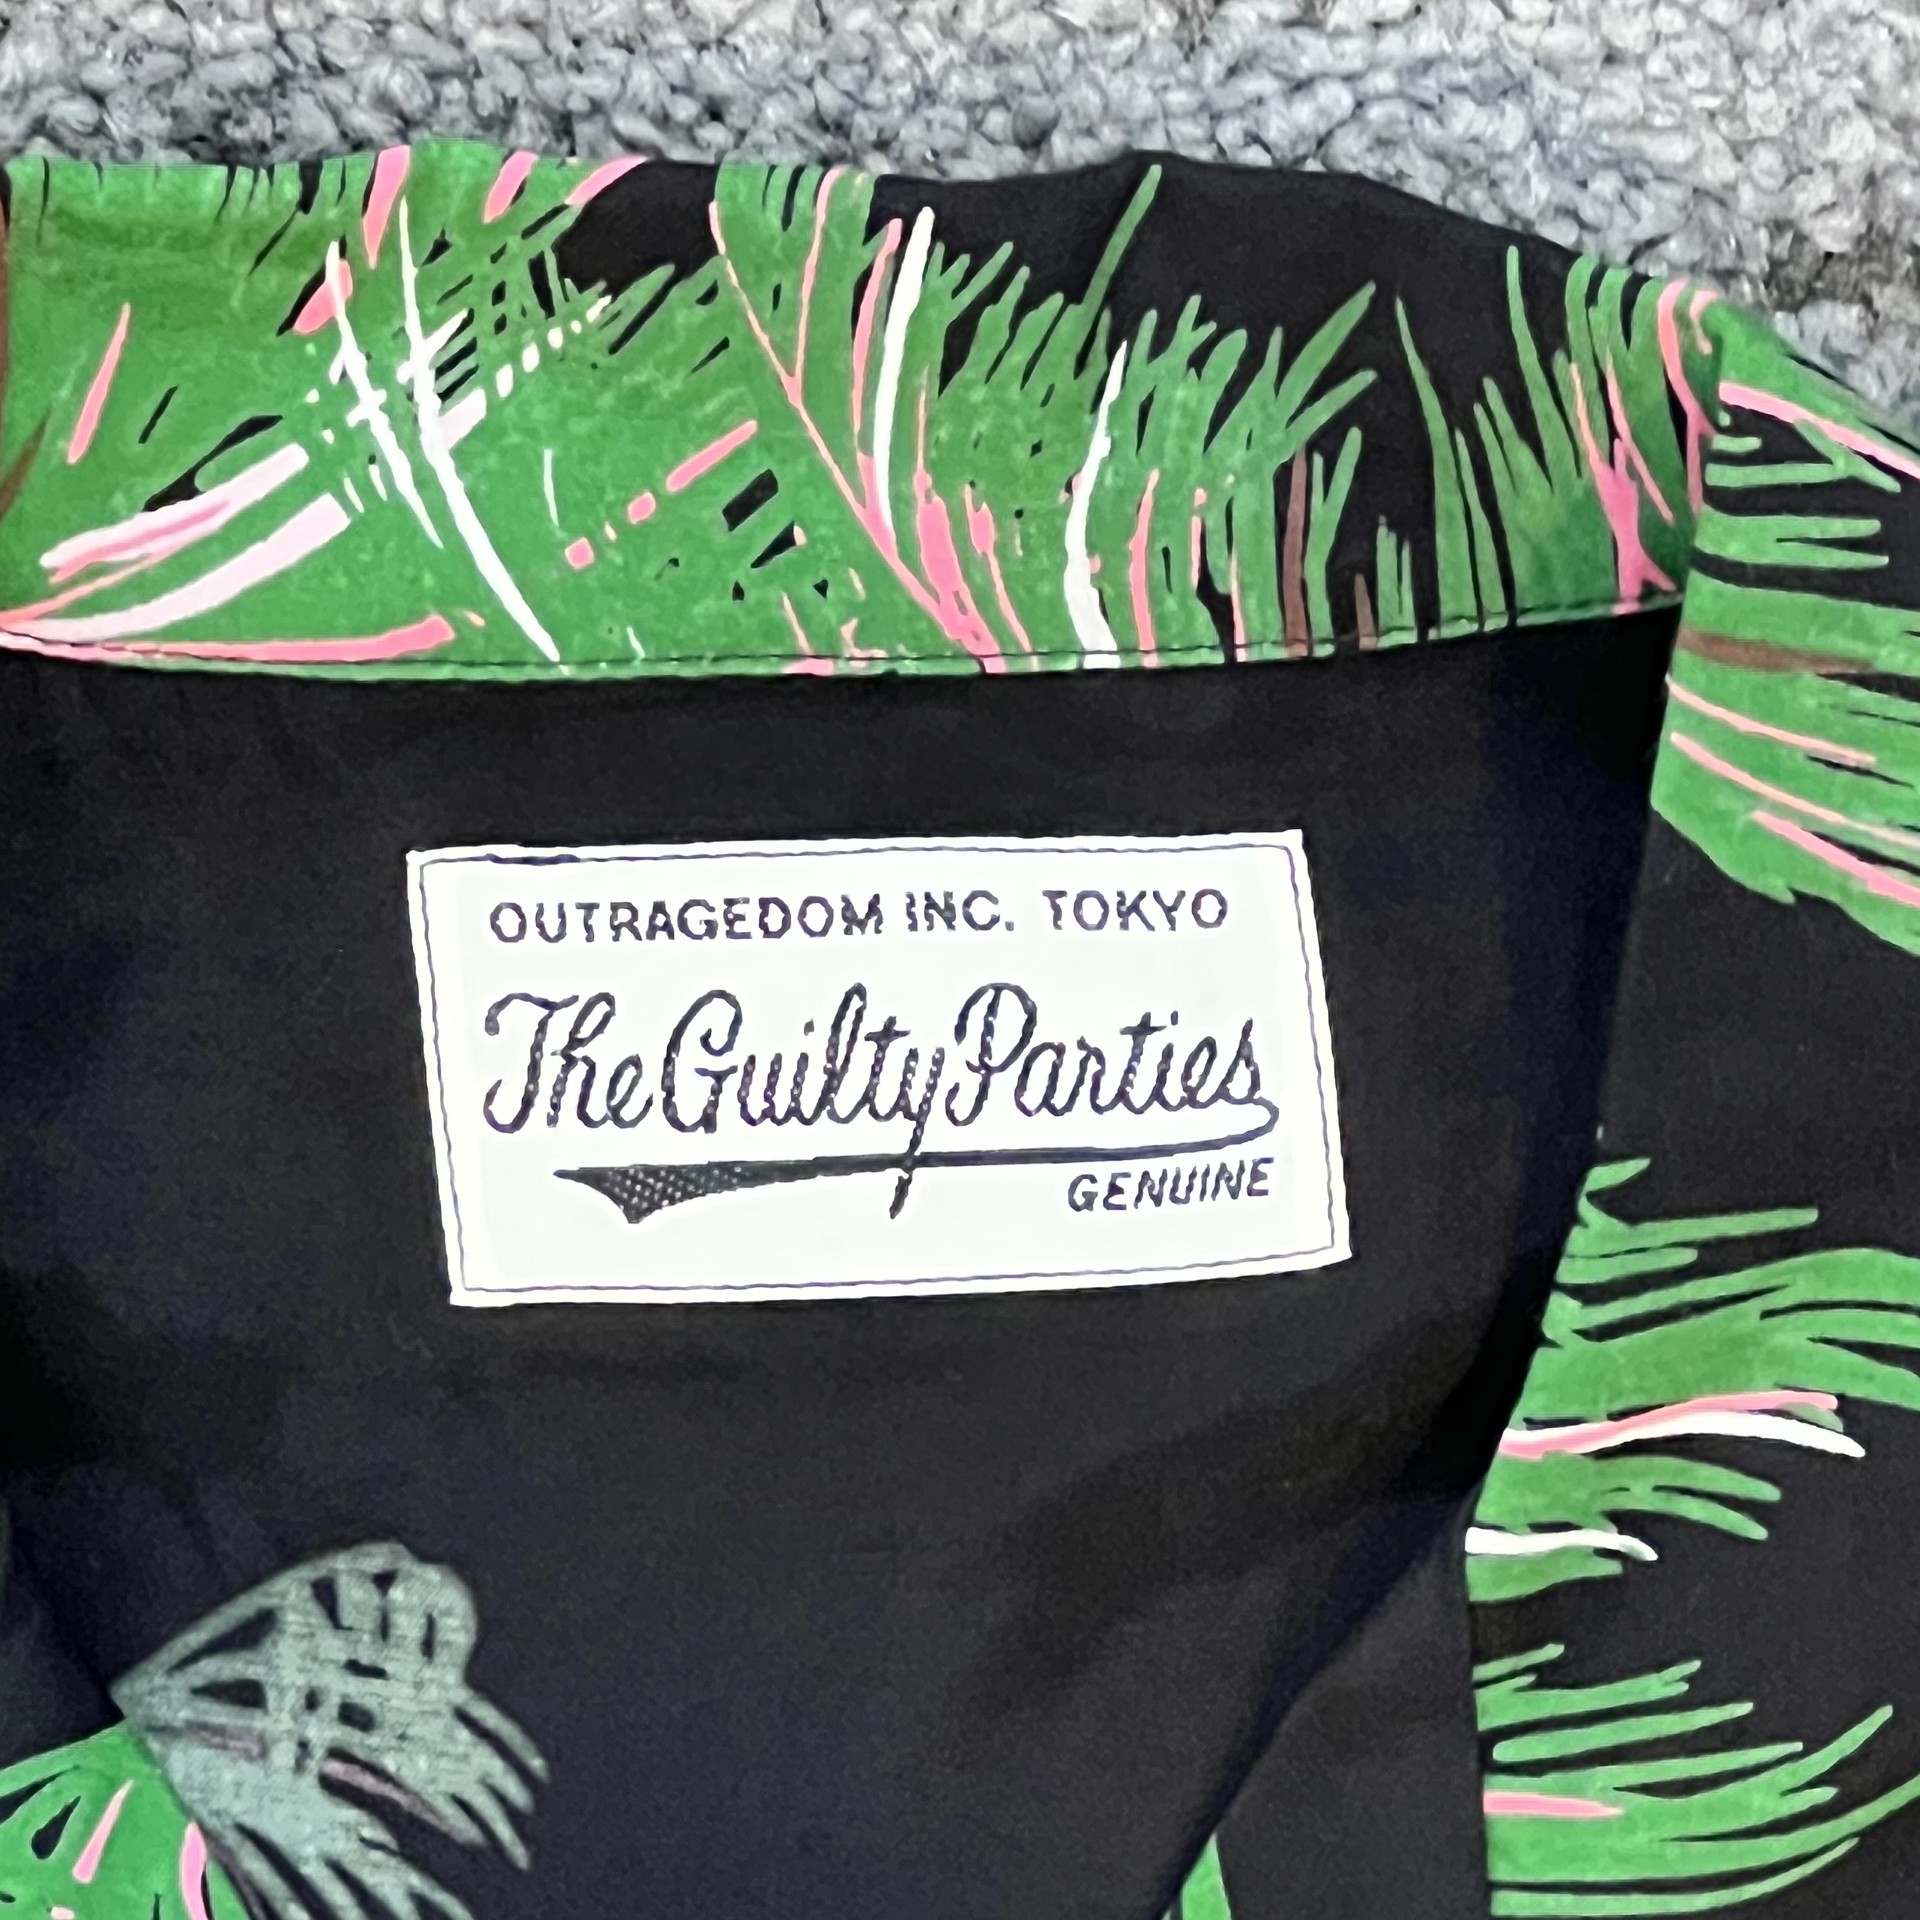 OUTRAGEDOM INC. TOKYO
The Guilty Parties
GENUINE